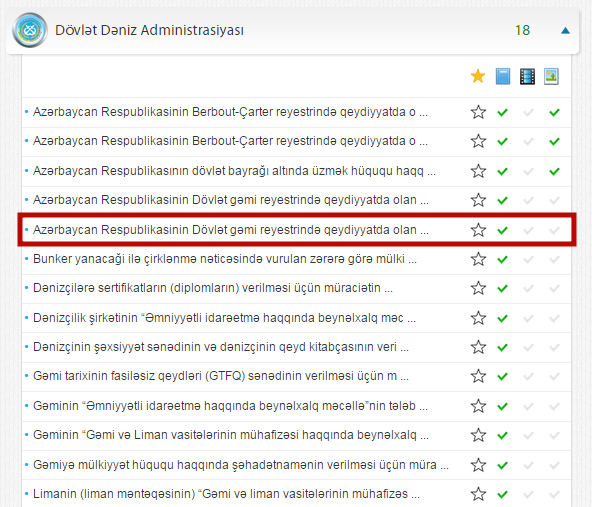 Dövlət Dəniz Administrasiyası 18
Azərbaycan Respublikasinin Berbout-Çarter reyestrində qeydiyyatda o ...
Azərbaycan Respublikasinin Berbout-Çarter reyestrində qeydiyyatda o ...
Azərbaycan Respublikasının dövlət bayrağı altında üzmək hüququ haqq ...
Azərbaycan Respublikasinin Dövlət gəmi reyestrində qeydiyyatda olan ...
Azərbaycan Respublikasinin Dövlət gəmi reyestrində qeydiyyatda olan ...
Bunker yanacaği ilə çirklənmə nəticəsində vurulan zərərə görə mülki ...
Dənizçilərə sertifikatların (diplomların) verilməsi üçün müraciətin ...
Dənizçilik şirkətinin “Əmniyyətli idarəetmə haqqında beynəlxalq məc ...
Dənizçinin şəxsiyyət sənədinin və dənizçinin qeyd kitabçasının veri ...
Gəmi tarixinin fasiləsiz qeydləri (GTFQ) sənədinin verilməsi üçün m ...
Gəminin “Əmniyyətli idarəetmə haqqında beynəlxalq məcəllə”nin tələb ...
Gəminin “Gəmi və Liman vasitələrinin mühafizəsi haqqında beynəlxalq ...
Gəmiyə mülkiyyət hüququ haqqında şəhadətnamənin verilməsi üçün müra ...
Limanin (liman məntəqəsinin) “Gəmi və liman vasitələrinin mühafizəs ...